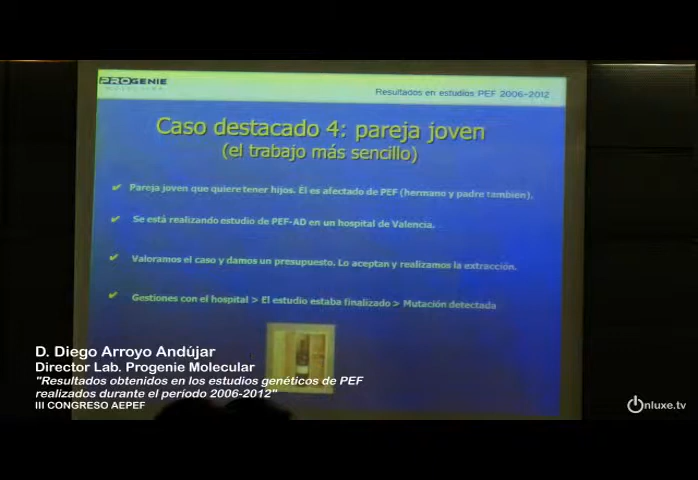 PROGENIE
Resultados en estudios PEF 2006-2012
Caso destacado 4: pareja joven
(el trabajo más sencillo)
✔ Pareja joven que quiere tener hijos. Él es afectado de PEF (hermano y padre también).
✔ Se está realizando estudio de PEF-AD en un hospital de Valencia.
✔ Valoramos el caso y damos un presupuesto. Lo aceptan y realizamos la extracción.
✔ Gestiones con el hospital > El estudio estaba finalizado > Mutación detectada
D. Diego Arroyo Andújar
Director Lab. Progenie Molecular
"Resultados obtenidos en los estudios genéticos de PEF
realizados durante el período 2006-2012"
III CONGRESO AEPEF
Onluxe.tv